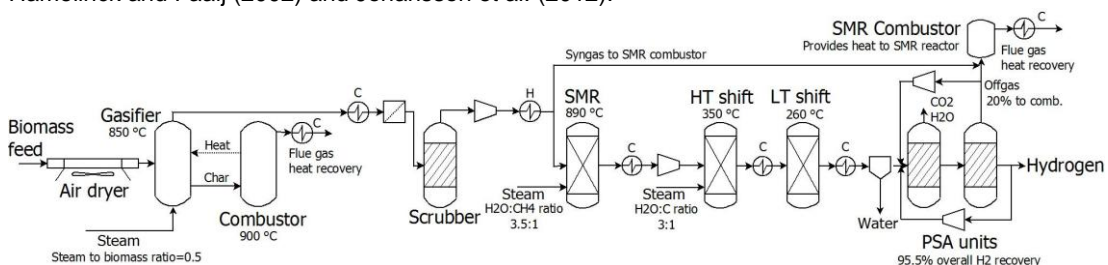 Hamelinck and Faaij (2002) and Johansson et al. (2012).
SMR Combustor
Provides heat to SMR reactor
C
Flue gas
heat recovery
Syngas to SMR combustor
Offgas
20% to comb.
Gasifier
850 °C
C
H
SMR
890 °C
HT shift
350 °C
LT shift
260 °C
CO2
H2O
Biomass
feed
Heat
C
Flue gas
heat recovery
C
C
C
Hydrogen
Air dryer
Char
Steam
H2O:CH4 ratio
3.5:1
Steam
H2O:C ratio
3:1
Scrubber
Combustor
900 °C
Water
Steam
Steam to biomass ratio=0.5
PSA units
95.5% overall H2 recovery